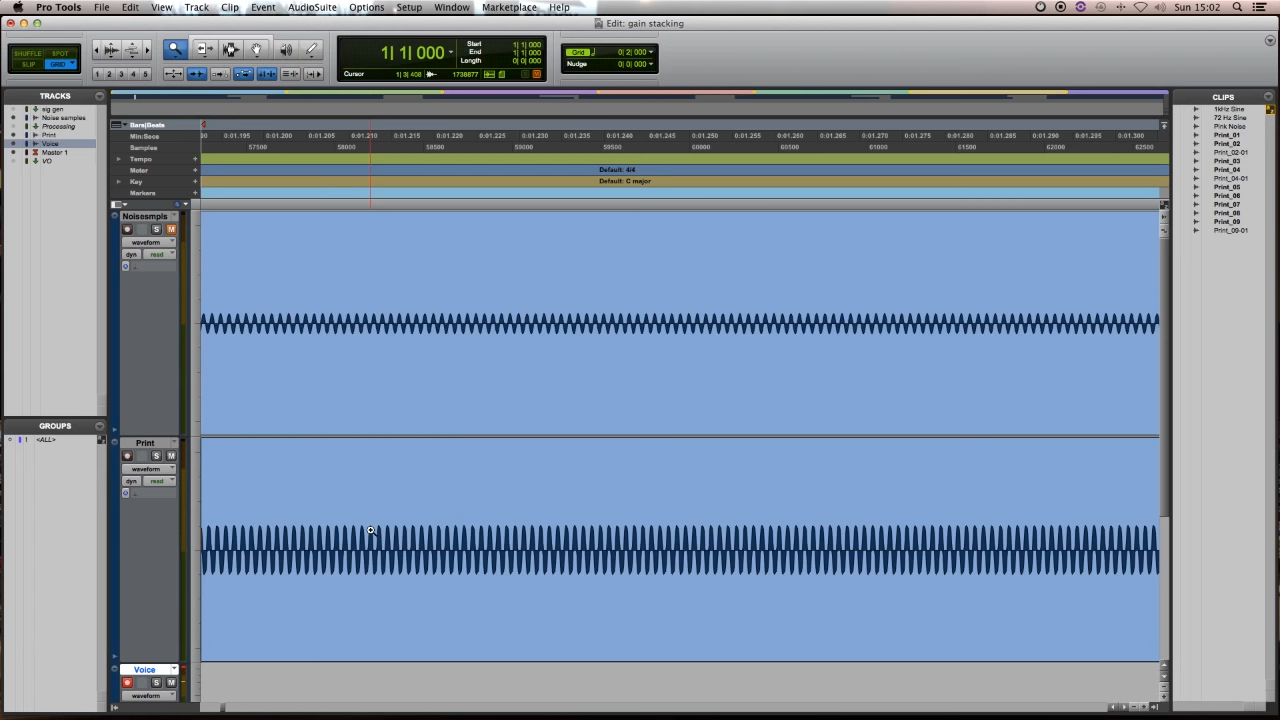 Pro Tools File Edit View Track Clip Event AudioSuite Options Setup Window Marketplace Help Sun 15:02
Edit: gain stacking
SHUFFLE SPOT
SLIP GRID
1 2 3 4 5
1| 1| 000
Start 1| 1| 000
End 1| 1| 000
Length 0| 0| 000
Cursor 1| 3| 408 1738877
Grid 0| 2| 000
Nudge 0| 0| 000
TRACKS
sig gen
Noise samples
Processing
Print
Voice
Master 1
VO
GROUPS
1 <ALL>
Bars|Beats
Min:Secs 0:01.195 0:01.200 0:01.205 0:01.210 0:01.215 0:01.220 0:01.225 0:01.230 0:01.235 0:01.240 0:01.245 0:01.250 0:01.255 0:01.260 0:01.265 0:01.270 0:01.275 0:01.280 0:01.285 0:01.290 0:01.295 0:01.300
Samples 57500 58000 58500 59000 59500 60000 60500 61000 61500 62000 62500
Tempo
Meter Default: 4/4
Key Default: C major
Markers
Noisesmpls
S M
waveform
dyn read
Print
S M
waveform
dyn read
Voice
S M
waveform
CLIPS
1kHz Sine
72 Hz Sine
Pink Noise
Print_01
Print_02
Print_02-01
Print_03
Print_04
Print_04-01
Print_05
Print_06
Print_07
Print_08
Print_09
Print_09-01